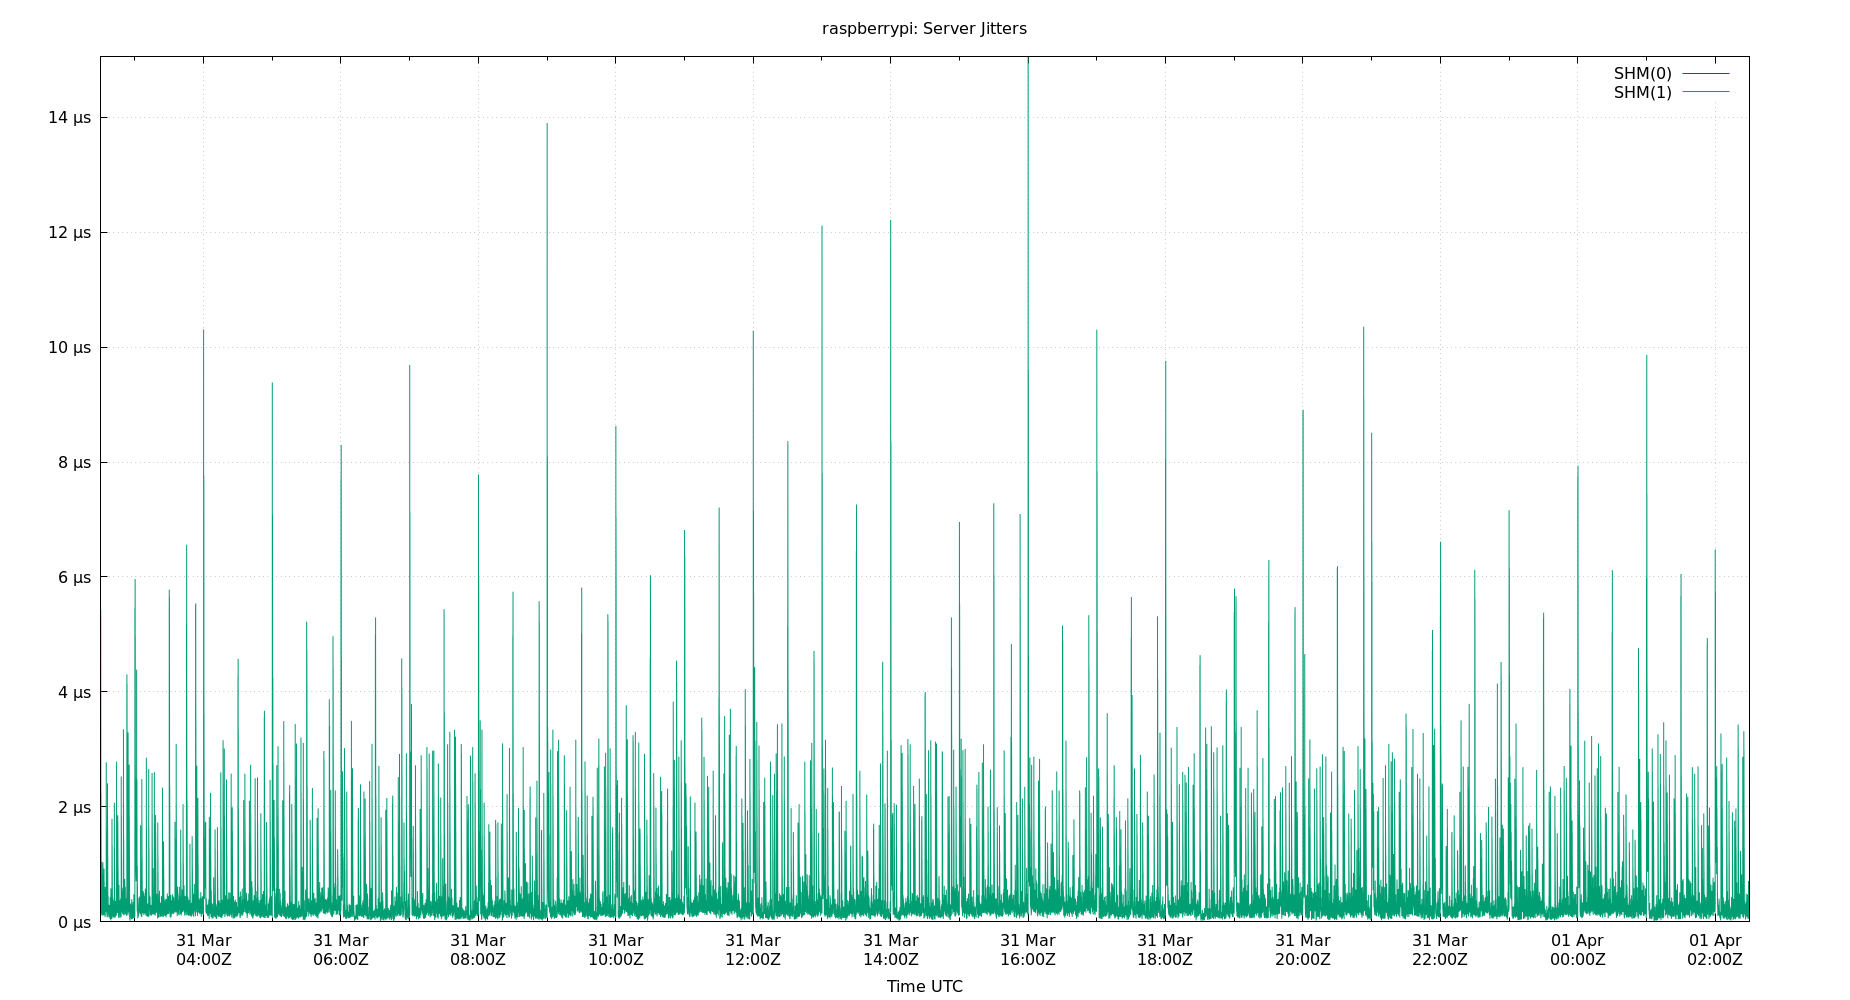 raspberrypi: Server Jitters
SHM(0)
SHM(1)
14 µs
12 µs
10 µs
8 µs
6 µs
4 µs
2 µs
0 µs
31 Mar 31 Mar 31 Mar 31 Mar 31 Mar 31 Mar 31 Mar 31 Mar 31 Mar 31 Mar 01 Apr 01 Apr
04:00Z 06:00Z 08:00Z 10:00Z 12:00Z 14:00Z 16:00Z 18:00Z 20:00Z 22:00Z 00:00Z 02:00Z
Time UTC